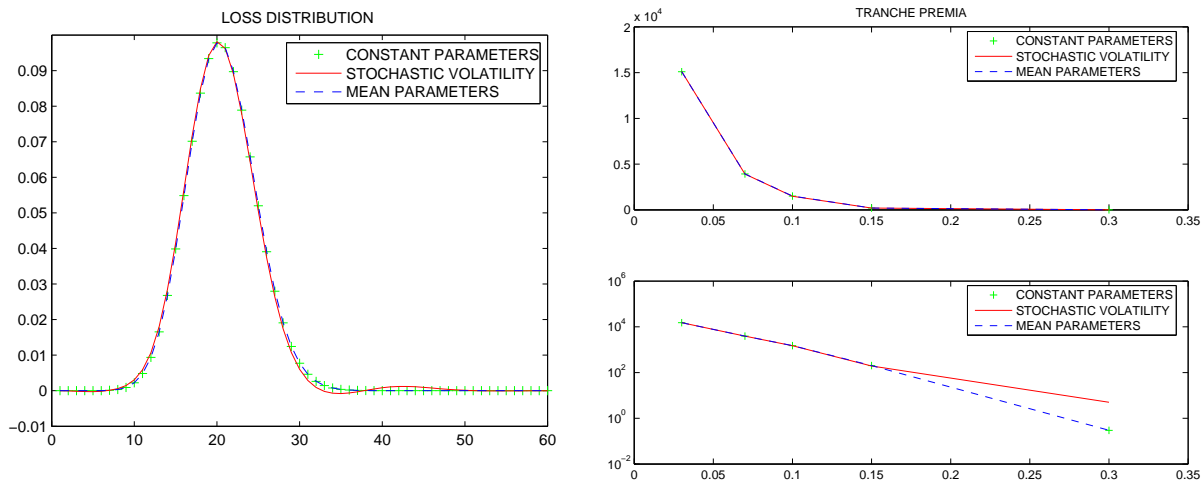 LOSS DISTRIBUTION
CONSTANT PARAMETERS
STOCHASTIC VOLATILITY
MEAN PARAMETERS
0.09
0.08
0.07
0.06
0.05
0.04
0.03
0.02
0.01
0
−0.01
0 10 20 30 40 50 60
TRANCHE PREMIA
x 10^4
CONSTANT PARAMETERS
STOCHASTIC VOLATILITY
MEAN PARAMETERS
2
1.5
1
0.5
0
0 0.05 0.1 0.15 0.2 0.25 0.3 0.35
CONSTANT PARAMETERS
STOCHASTIC VOLATILITY
MEAN PARAMETERS
10^6
10^4
10^2
10^0
10^−2
0 0.05 0.1 0.15 0.2 0.25 0.3 0.35